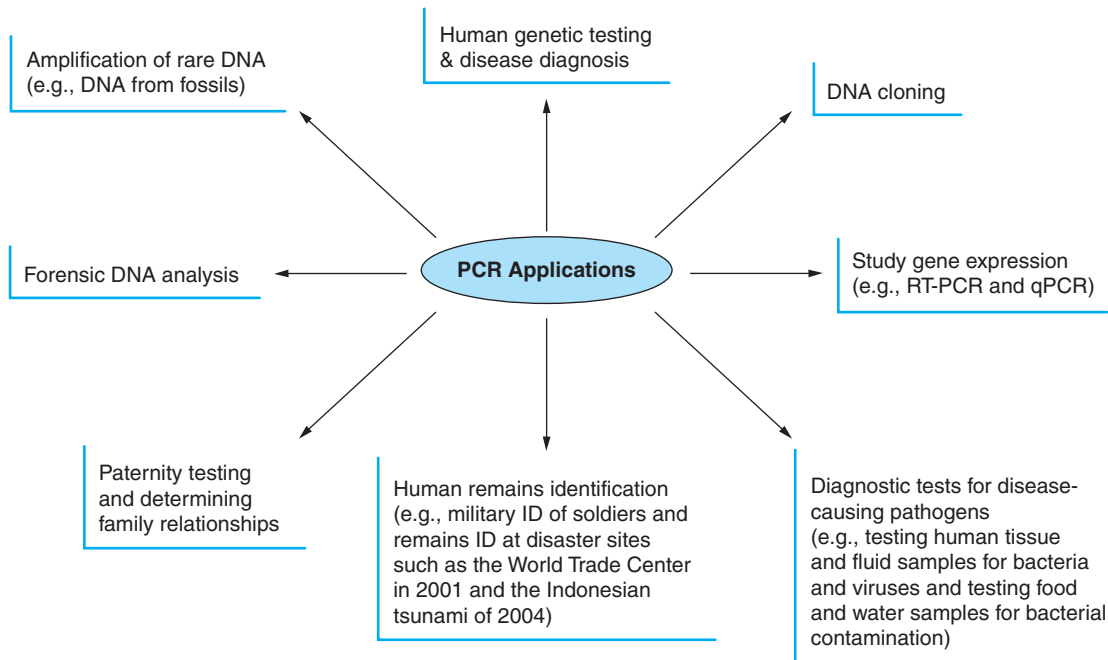 Human genetic testing
& disease diagnosis
Amplification of rare DNA
(e.g., DNA from fossils)
DNA cloning
PCR Applications
Forensic DNA analysis
Study gene expression
(e.g., RT-PCR and qPCR)
Paternity testing
and determining
family relationships
Human remains identification
(e.g., military ID of soldiers and
remains ID at disaster sites
such as the World Trade Center
in 2001 and the Indonesian
tsunami of 2004)
Diagnostic tests for disease-
causing pathogens
(e.g., testing human tissue
and fluid samples for bacteria
and viruses and testing food
and water samples for bacterial
contamination)